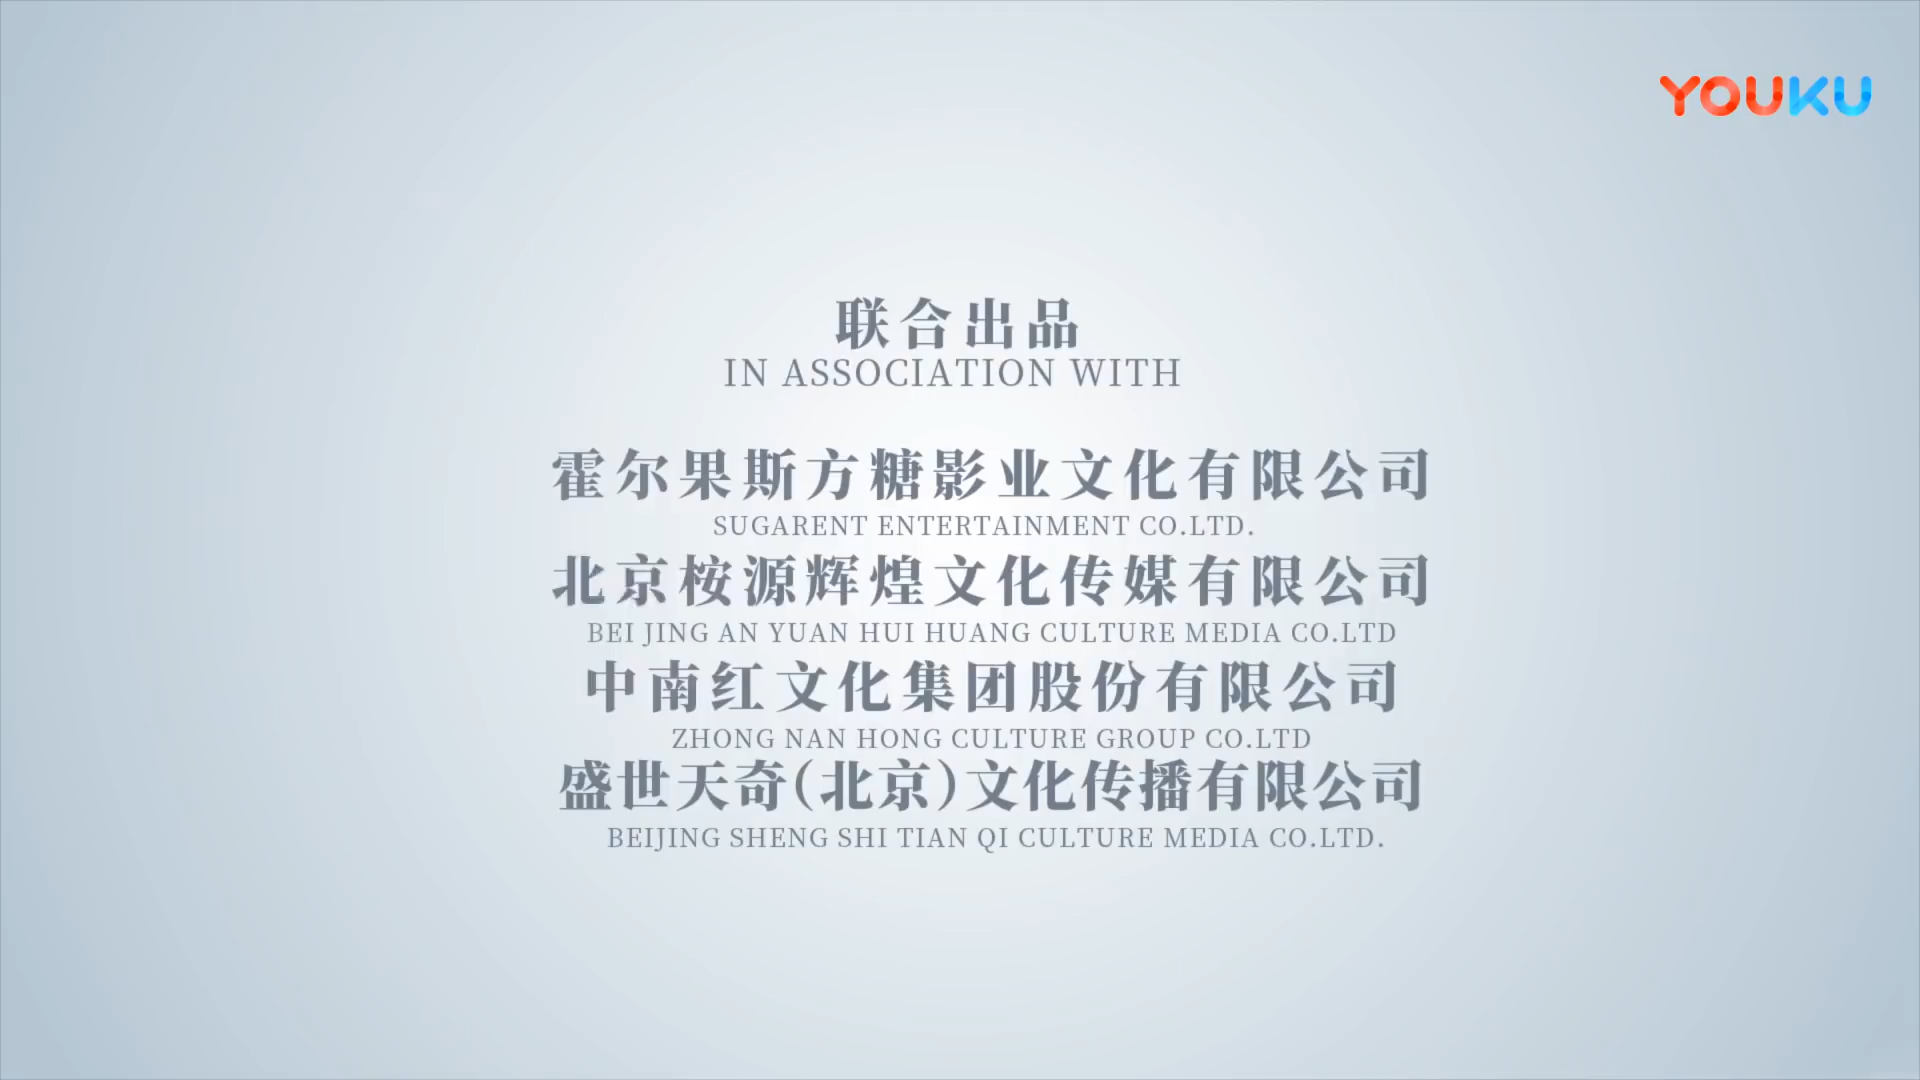 YOUKU
联合出品
IN ASSOCIATION WITH
霍尔果斯方糖影业文化有限公司
SUGARENT ENTERTAINMENT CO.LTD.
北京桉源辉煌文化传媒有限公司
BEI JING AN YUAN HUI HUANG CULTURE MEDIA CO.LTD
中南红文化集团股份有限公司
ZHONG NAN HONG CULTURE GROUP CO.LTD
盛世天奇(北京)文化传播有限公司
BEIJING SHENG SHI TIAN QI CULTURE MEDIA CO.LTD.